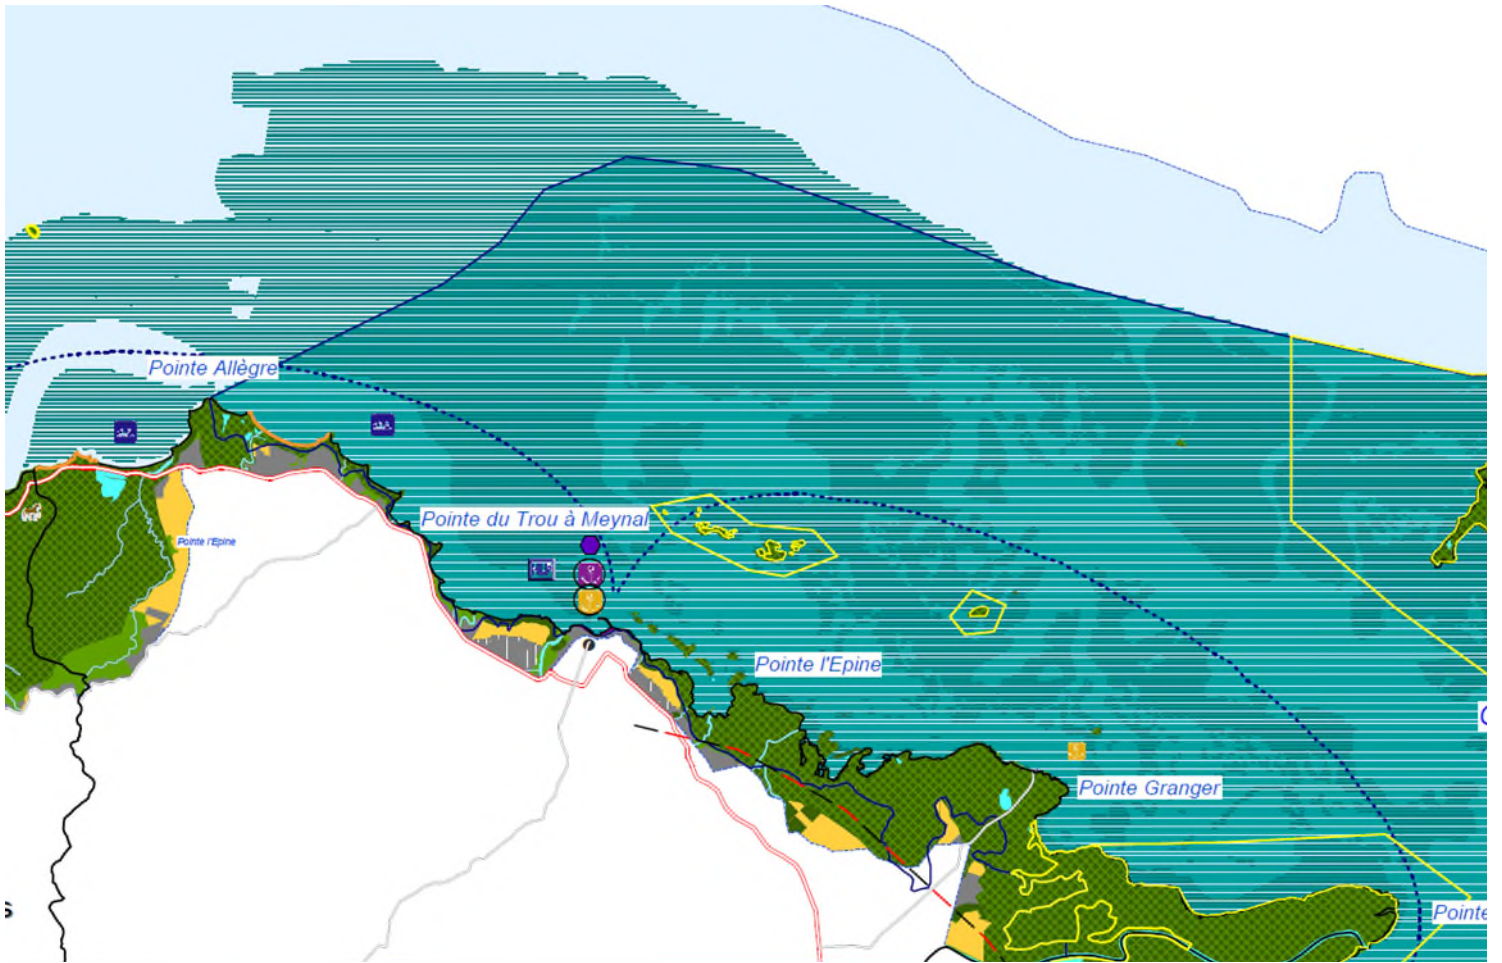 Pointe Allègre
Pointe du Trou à Meynal
Pointe l'Epine
Pointe l'Epine
Pointe Granger
Pointe
s